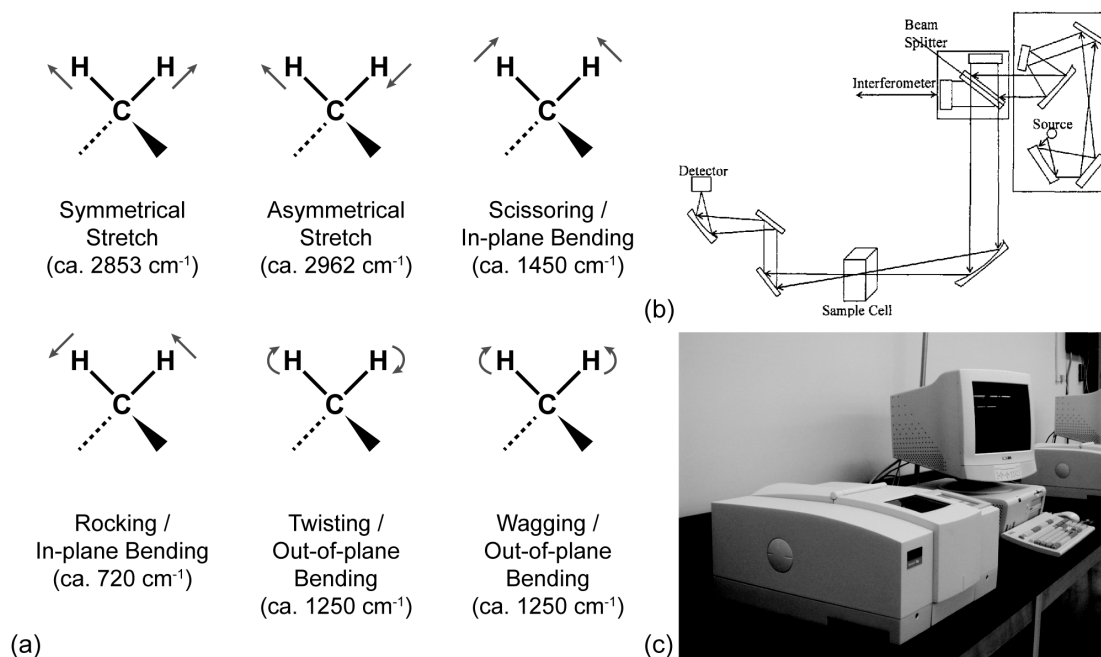 H H
C
Symmetrical
Stretch
(ca. 2853 cm⁻¹)
H H
C
Asymmetrical
Stretch
(ca. 2962 cm⁻¹)
H H
C
Scissoring /
In-plane Bending
(ca. 1450 cm⁻¹)
H H
C
Rocking /
In-plane Bending
(ca. 720 cm⁻¹)
H H
C
Twisting /
Out-of-plane
Bending
(ca. 1250 cm⁻¹)
H H
C
Wagging /
Out-of-plane
Bending
(ca. 1250 cm⁻¹)
(a)
Beam
Splitter
Interferometer
Source
Detector
Sample Cell
(b)
(c)